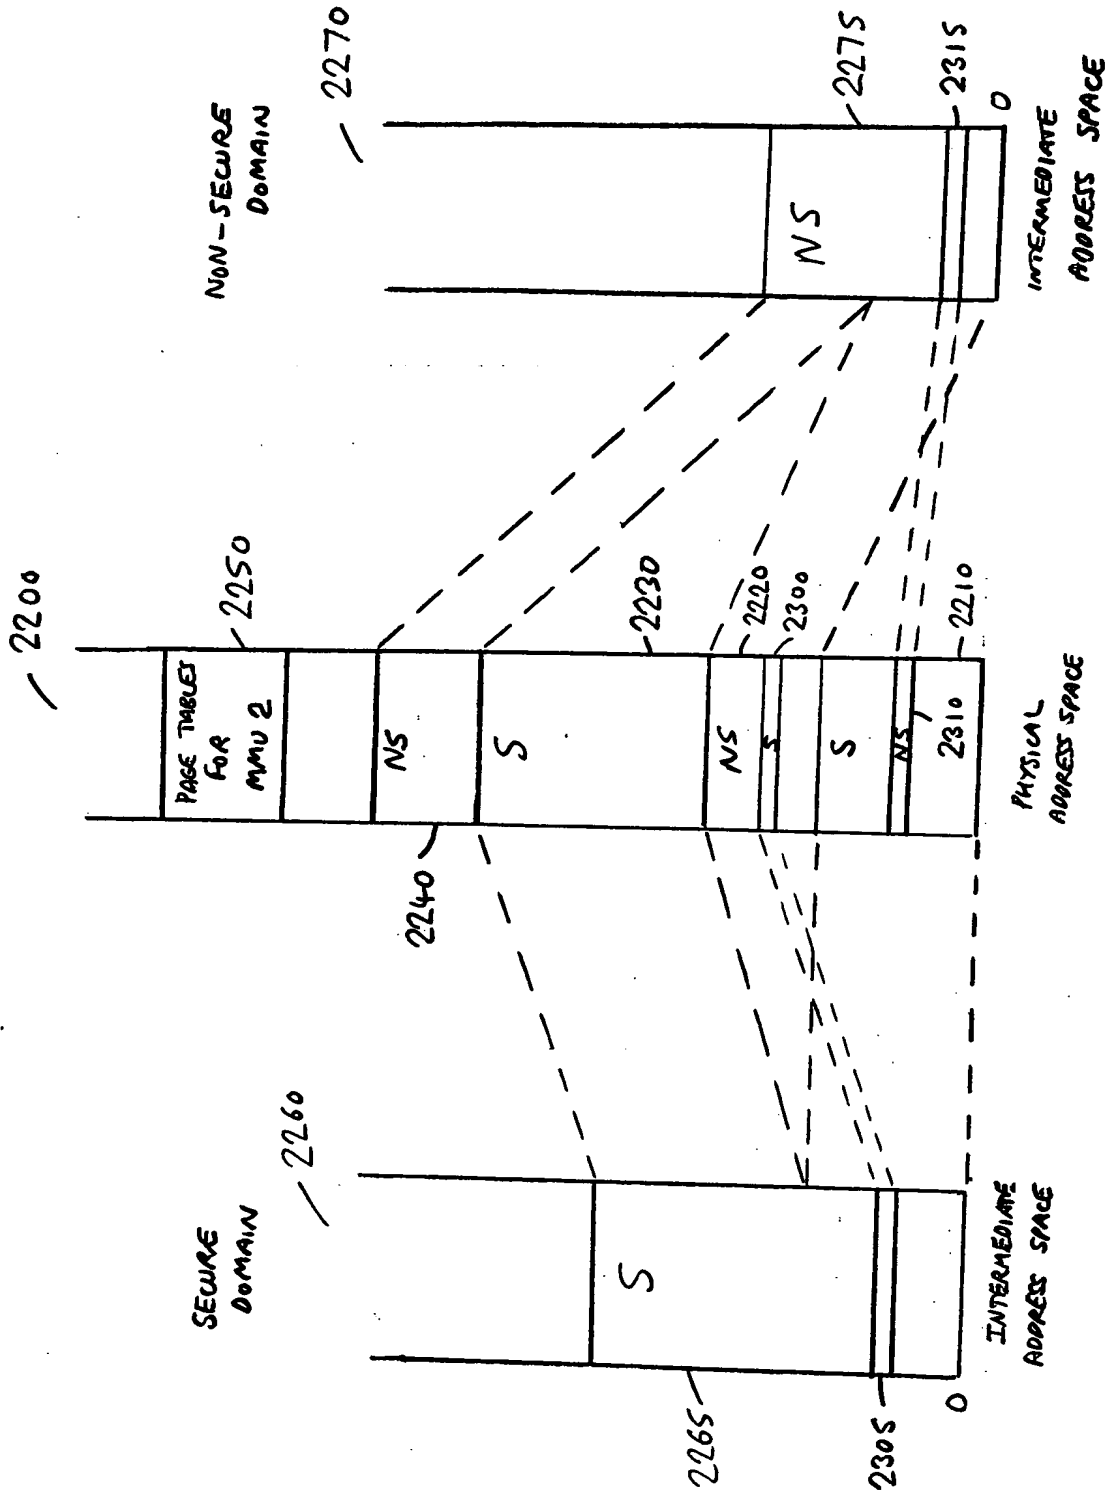 2200
SECURE
DOMAIN
2260
NON-SECURE
DOMAIN
2270
PAGE TABLES
FOR
MMU 2
2250
NS
2240
S
2230
NS
2220
S
2300
S
NS
2310
2210
PHYSICAL
ADDRESS SPACE
S
2265
2305
0
INTERMEDIATE
ADDRESS SPACE
NS
2275
2315
0
INTERMEDIATE
ADDRESS SPACE